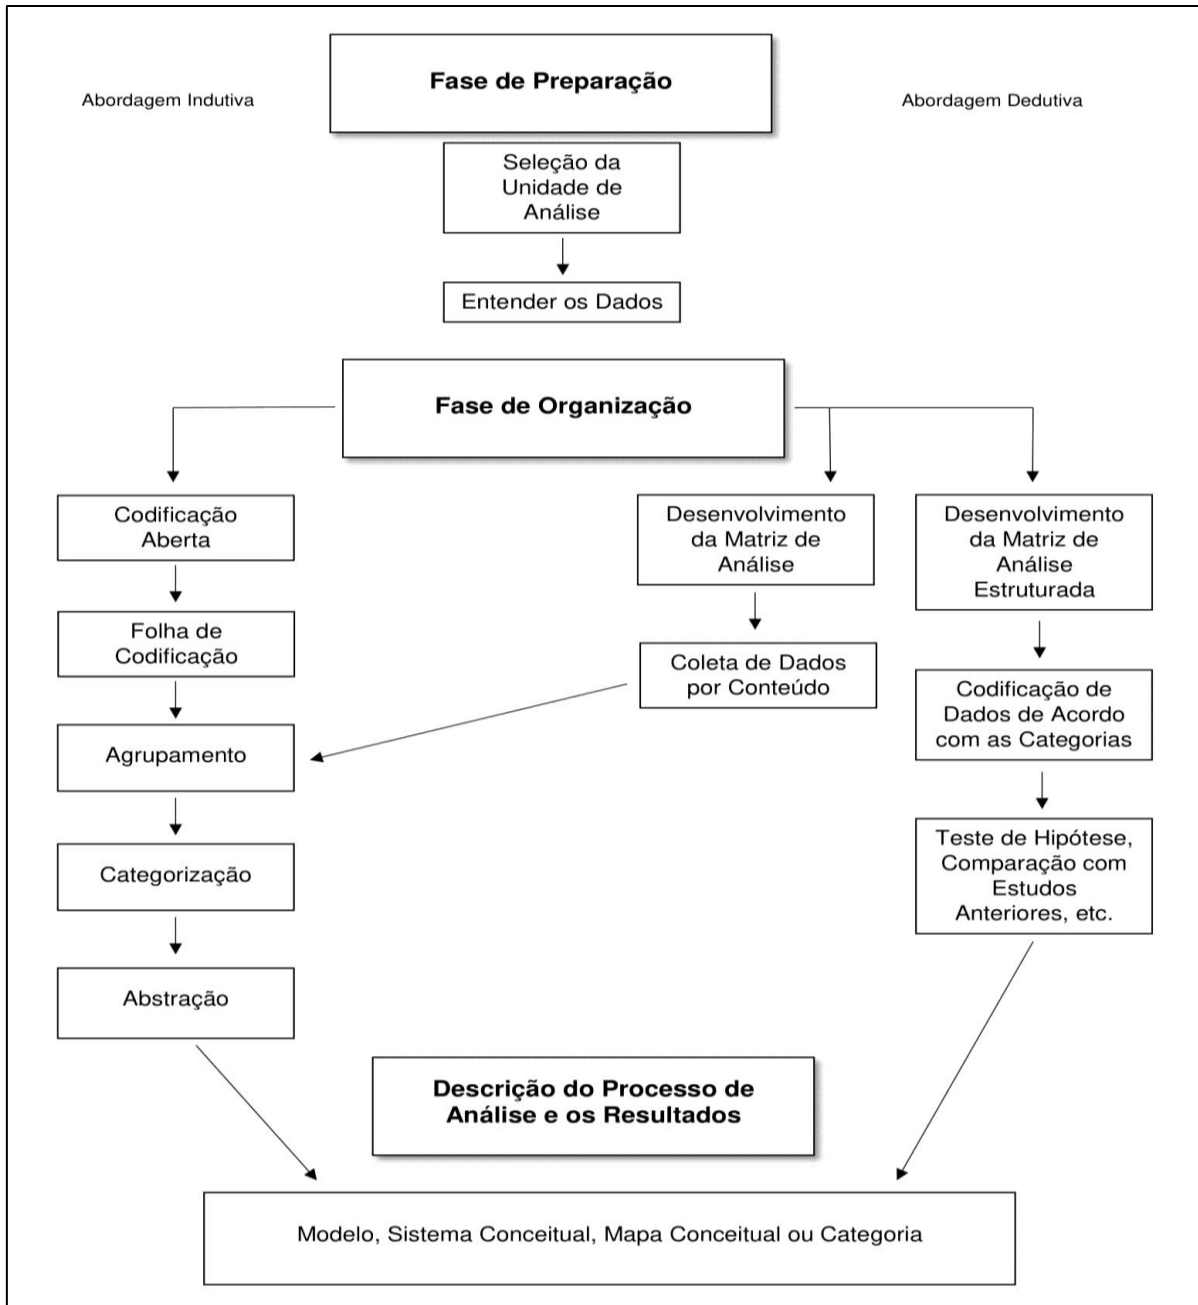 Fase de Preparação
Abordagem Indutiva
Abordagem Dedutiva
Seleção da
Unidade de
Análise
Entender os Dados
Fase de Organização
Codificação
Aberta
Folha de
Codificação
Agrupamento
Categorização
Abstração
Desenvolvimento
da Matriz de
Análise
Coleta de Dados
por Conteúdo
Desenvolvimento
da Matriz de
Análise
Estruturada
Codificação de
Dados de Acordo
com as Categorias
Teste de Hipótese,
Comparação com
Estudos
Anteriores, etc.
Descrição do Processo de
Análise e os Resultados
Modelo, Sistema Conceitual, Mapa Conceitual ou Categoria